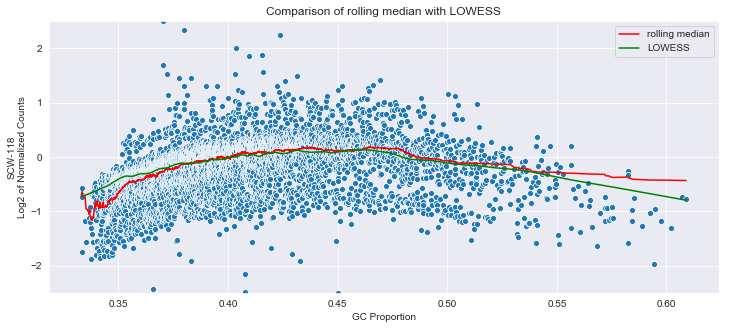 Comparison of rolling median with LOWESS
rolling median
LOWESS
SCW-118
Log2 of Normalized Counts
2
1
0
−1
−2
0.35 0.40 0.45 0.50 0.55 0.60
GC Proportion